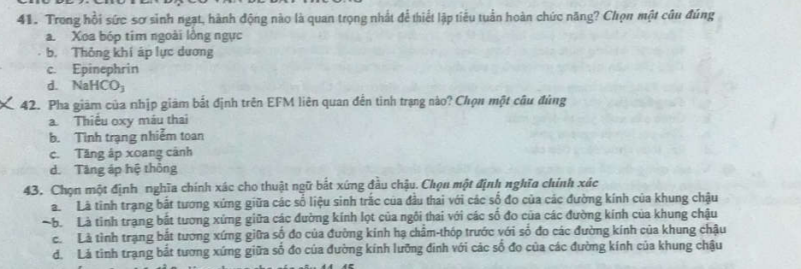 41. Trong hồi sức sơ sinh ngạt, hành động nào là quan trọng nhất để thiết lập tiểu tuần hoàn chức năng? Chọn một câu đúng
a. Xoa bóp tim ngoài lồng ngực
b. Thông khí áp lực dương
c. Epinephrin
d. NaHCO3
42. Pha giảm của nhịp giảm bất định trên EFM liên quan đến tình trạng nào? Chọn một câu đúng
a. Thiếu oxy máu thai
b. Tình trạng nhiễm toan
c. Tăng áp xoang cảnh
d. Tăng áp hệ thống
43. Chọn một định nghĩa chính xác cho thuật ngữ bất xứng đầu chậu. Chọn một định nghĩa chính xác
a. Là tình trạng bất tương xứng giữa các số liệu sinh trắc của đầu thai với các số đo của các đường kính của khung chậu
b. Là tình trạng bất tương xứng giữa các đường kính lọt của ngôi thai với các số đo của các đường kính của khung chậu
c. Là tình trạng bất tương xứng giữa số đo của đường kính hạ chẩm-thóp trước với số đo các đường kính của khung chậu
d. Là tình trạng bất tương xứng giữa số đo của đường kính lưỡng đỉnh với các số đo của các đường kính của khung chậu